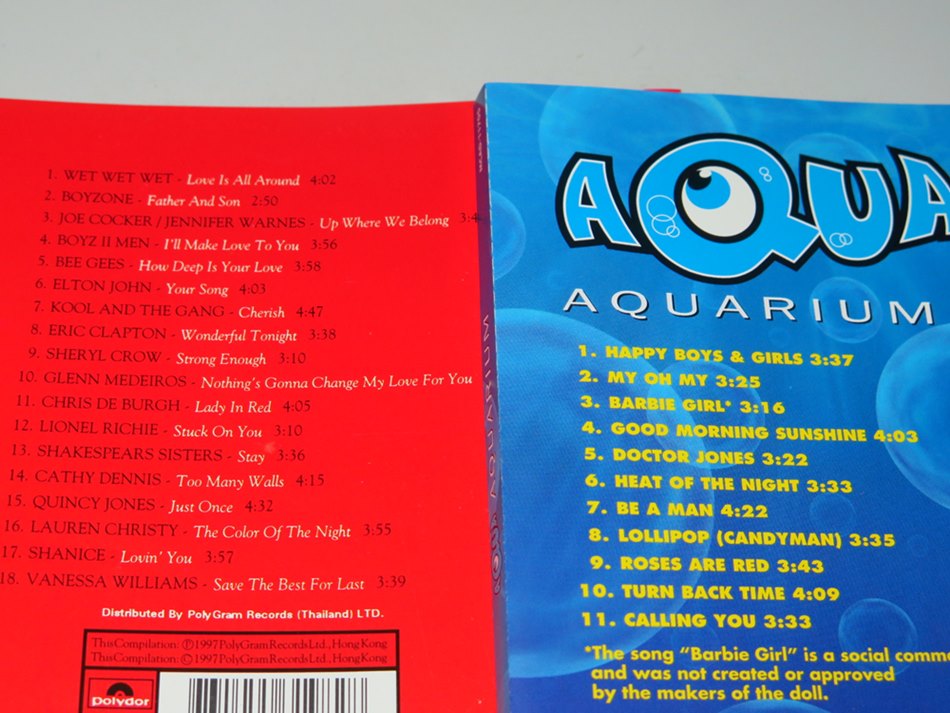 1. WET WET WET - Love Is All Around 4:02
2. BOYZONE - Father And Son 2:50
3. JOE COCKER / JENNIFER WARNES - Up Where We Belong
4. BOYZ II MEN - I'll Make Love To You 3:56
5. BEE GEES - How Deep Is Your Love 3:58
6. ELTON JOHN - Your Song 4:03
7. KOOL AND THE GANG - Cherish 4:47
8. ERIC CLAPTON - Wonderful Tonight 3:38
9. SHERYL CROW - Strong Enough 3:10
10. GLENN MEDEIROS - Nothing's Gonna Change My Love For You
11. CHRIS DE BURGH - Lady In Red 4:05
12. LIONEL RICHIE - Stuck On You 3:10
13. SHAKESPEARS SISTERS - Stay 3:36
14. CATHY DENNIS - Too Many Walls 4:15
15. QUINCY JONES - Just Once 4:32
16. LAUREN CHRISTY - The Color Of The Night 3:55
17. SHANICE - Lovin' You 3:57
18. VANESSA WILLIAMS - Save The Best For Last 3:39
Distributed By PolyGram Records (Thailand) LTD.
This Compilation: Ⓟ1997 PolyGram Records Ltd., Hong Kong
This Compilation: ©1997 PolyGram Records Ltd., Hong Kong
polydor
AQUA AQUARIUM
AQUA
AQUARIUM
1. HAPPY BOYS & GIRLS 3:37
2. MY OH MY 3:25
3. BARBIE GIRL* 3:16
4. GOOD MORNING SUNSHINE 4:03
5. DOCTOR JONES 3:22
6. HEAT OF THE NIGHT 3:33
7. BE A MAN 4:22
8. LOLLIPOP (CANDYMAN) 3:35
9. ROSES ARE RED 3:43
10. TURN BACK TIME 4:09
11. CALLING YOU 3:33
*The song "Barbie Girl" is a social comm
and was not created or approved
by the makers of the doll.